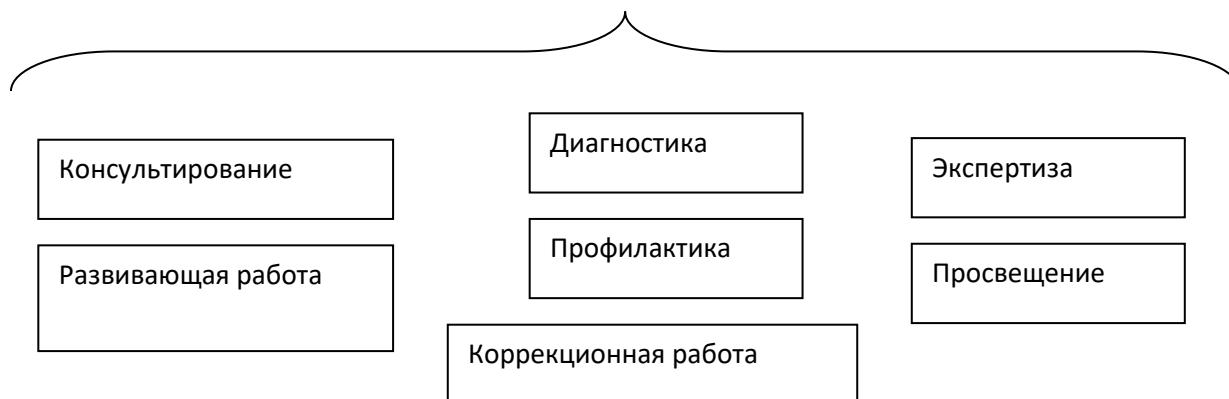 Консультирование
Диагностика
Экспертиза
Развивающая работа
Профилактика
Просвещение
Коррекционная работа